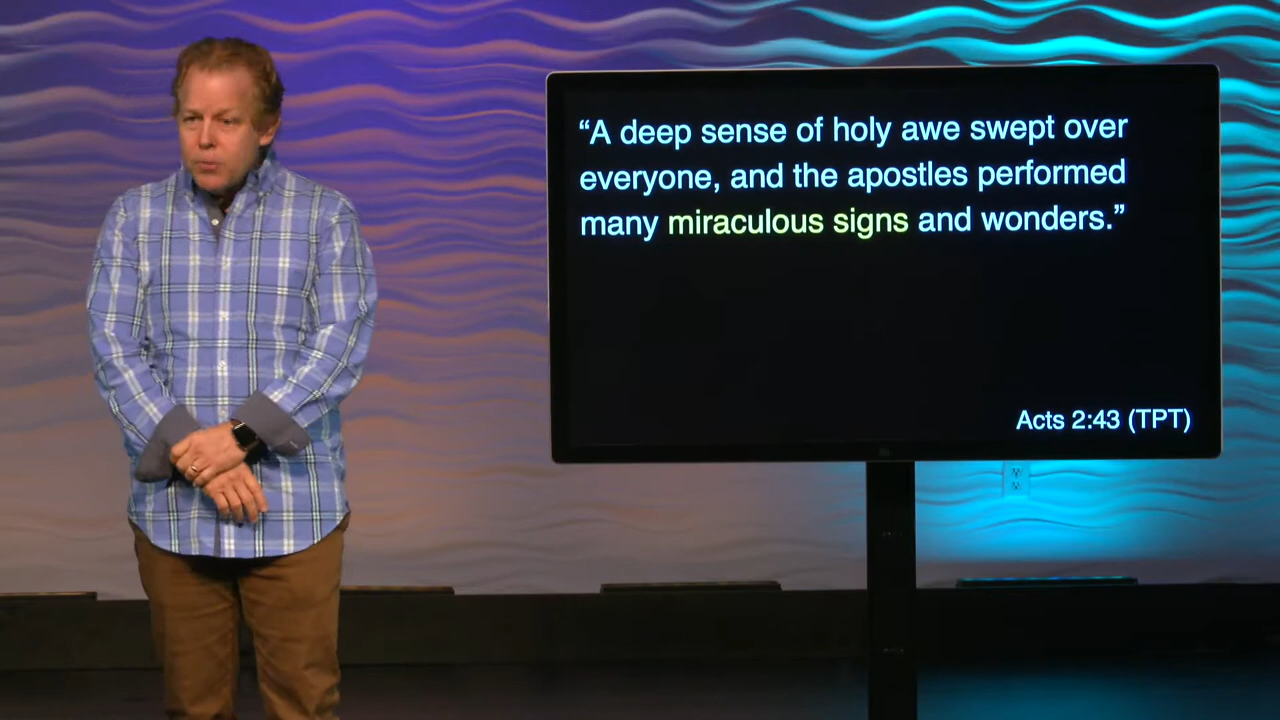 “A deep sense of holy awe swept over
everyone, and the apostles performed
many miraculous signs and wonders.”
Acts 2:43 (TPT)